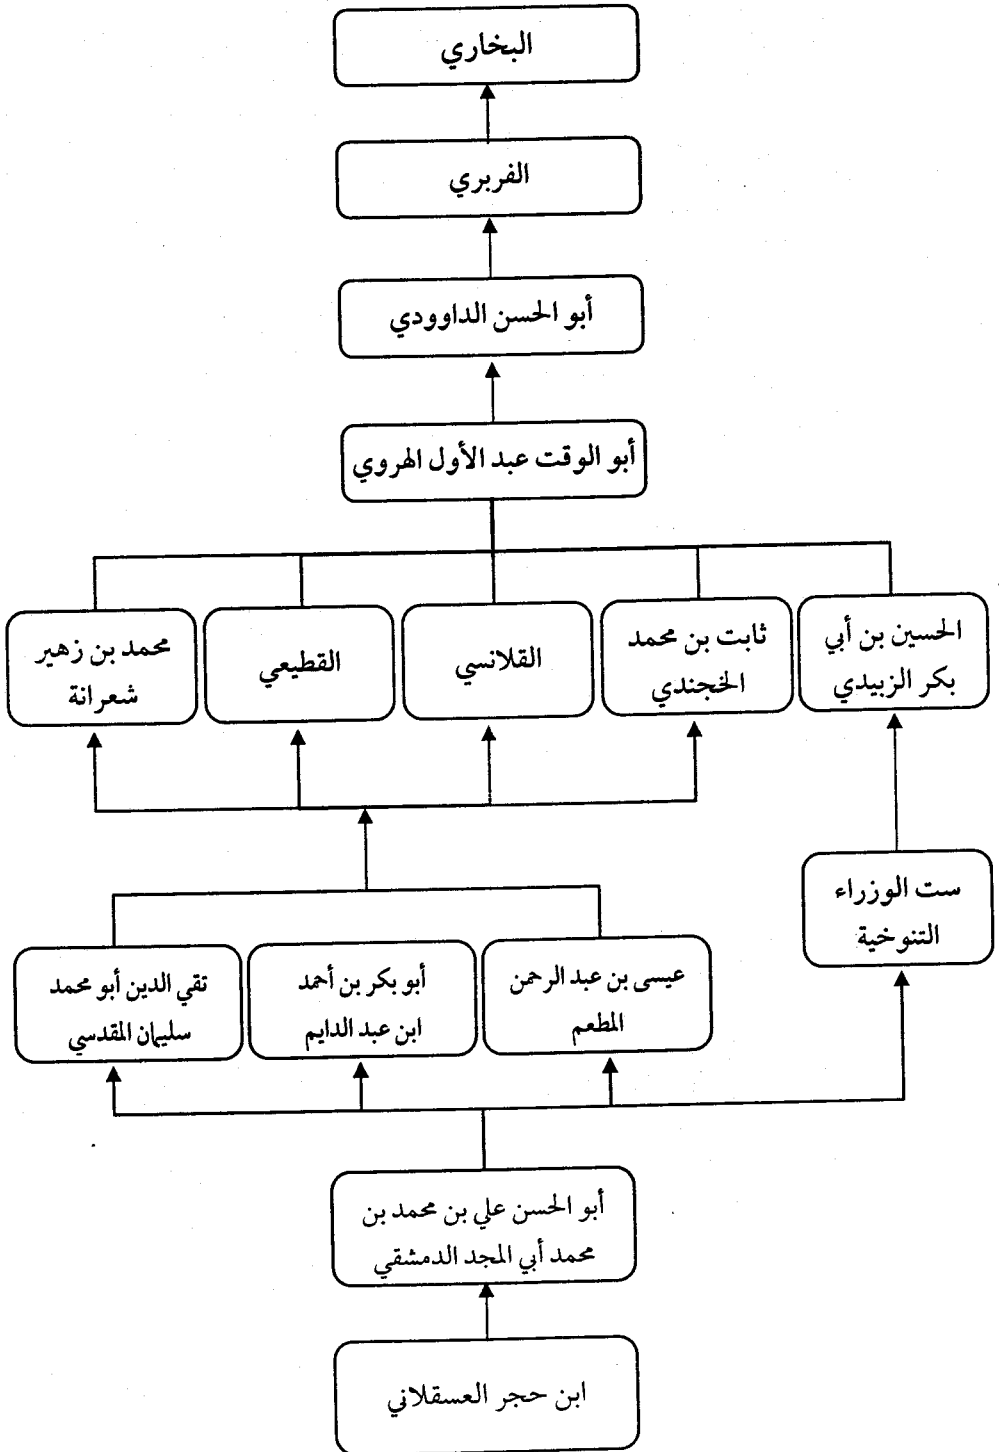 البخاري
الفربري
أبو الحسن الداوودي
أبو الوقت عبد الأول الهروي
الحسين بن أبي
بكر الزبيدي
ثابت بن محمد
الخجندي
القلانسي
القطيعي
محمد بن زهير
شعرانة
ست الوزراء
التنوخية
عيسى بن عبد الرحمن
المطعم
أبو بكر بن أحمد
ابن عبد الدايم
تقي الدين أبو محمد
سليمان المقدسي
أبو الحسن علي بن محمد بن
محمد أبي المجد الدمشقي
ابن حجر العسقلاني